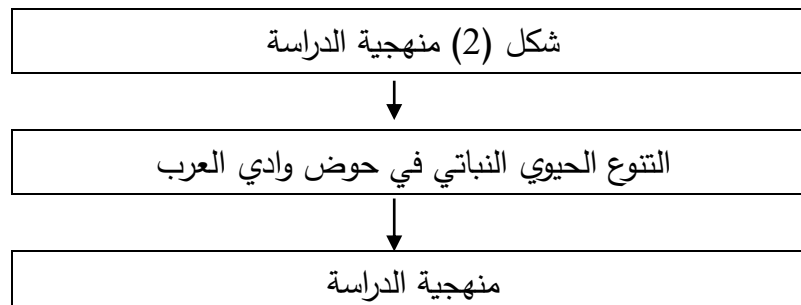 شكل (2) منهجية الدراسة
التنوع الحيوي النباتي في حوض وادي العرب
منهجية الدراسة